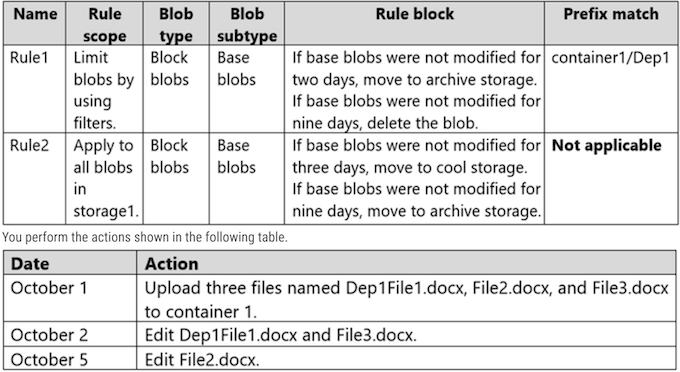 Name Rule scope Blob type Blob subtype Rule block Prefix match
Rule1 Limit blobs by using filters. Block blobs Base blobs If base blobs were not modified for two days, move to archive storage. If base blobs were not modified for nine days, delete the blob. container1/Dep1
Rule2 Apply to all blobs in storage1. Block blobs Base blobs If base blobs were not modified for three days, move to cool storage. If base blobs were not modified for nine days, move to archive storage. Not applicable
You perform the actions shown in the following table.
Date Action
October 1 Upload three files named Dep1File1.docx, File2.docx, and File3.docx to container 1.
October 2 Edit Dep1File1.docx and File3.docx.
October 5 Edit File2.docx.